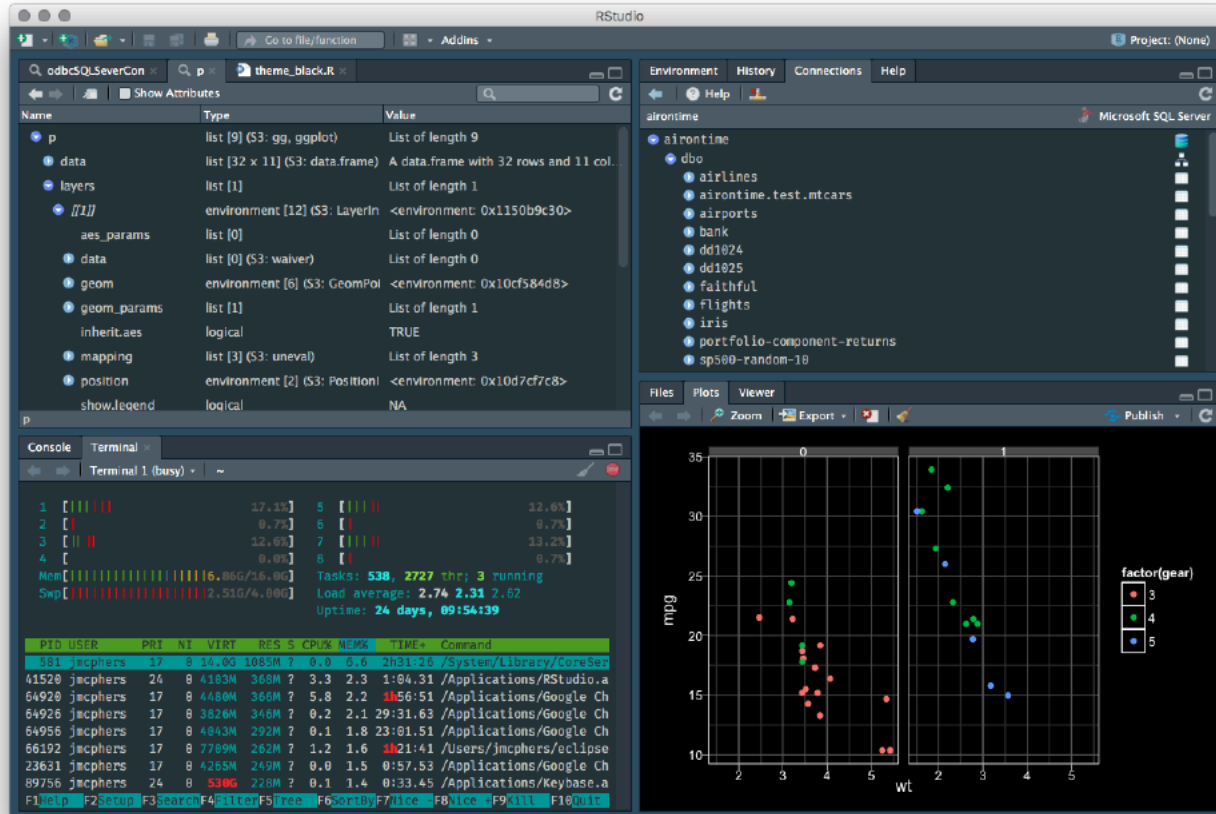 RStudio
Go to file/function
Addins
Project: (None)
odbcSQLSeverCon
p
theme_black.R
Show Attributes
Name Type Value
p list [9] (S3: gg, ggplot) List of length 9
data list [32 x 11] (S3: data.frame) A data.frame with 32 rows and 11 col...
layers list [1] List of length 1
[[1]] environment [12] (S3: LayerIn <environment: 0x1150b9c30>
aes_params list [0] List of length 0
data list [0] (S3: waiver) List of length 0
geom environment [6] (S3: GeomPoi <environment: 0x10cf584d8>
geom_params list [1] List of length 1
inherit.aes logical TRUE
mapping list [3] (S3: uneval) List of length 3
position environment [2] (S3: PositionI <environment: 0x10d7cf7c8>
show.legend logical NA
p
Console Terminal
Terminal 1 (busy) ~
1 [||||||| 17.1%] 5 [||||| 12.6%]
2 [| 0.7%] 6 [| 0.7%]
3 [|| || 12.6%] 7 [||||| 13.2%]
4 [ 0.0%] 8 [| 0.7%]
Mem[||||||||||||||||||||6.86G/16.0G] Tasks: 538, 2727 thr; 3 running
Swp[||||||||||||||||||||2.51G/4.00G] Load average: 2.74 2.31 2.62
Uptime: 24 days, 09:54:39
PID USER PRI NI VIRT RES S CPU% MEM% TIME+ Command
581 jmcphers 17 0 14.0G 1085M ? 0.0 6.6 2h31:26 /System/Library/CoreSer
41520 jmcphers 24 0 4103M 368M ? 3.3 2.3 1:04.31 /Applications/RStudio.a
64920 jmcphers 17 0 4480M 366M ? 5.8 2.2 1h56:51 /Applications/Google Ch
64926 jmcphers 17 0 3826M 346M ? 0.2 2.1 29:31.63 /Applications/Google Ch
64956 jmcphers 17 0 4043M 292M ? 0.1 1.8 23:01.51 /Applications/Google Ch
66192 jmcphers 17 0 7709M 262M ? 1.2 1.6 1h21:41 /Users/jmcphers/eclipse
23631 jmcphers 17 0 4265M 249M ? 0.0 1.5 0:57.53 /Applications/Google Ch
89756 jmcphers 24 0 530G 228M ? 0.1 1.4 0:33.45 /Applications/Keybase.a
F1Help F2Setup F3SearchF4FilterF5Tree F6SortByF7Nice -F8Nice +F9Kill F10Quit
Environment History Connections Help
Help
airontime Microsoft SQL Server
airontime
dbo
airlines
airontime.test.mtcars
airports
bank
dd1024
dd1025
faithful
flights
iris
portfolio-component-returns
sp500-random-10
Files Plots Viewer
Zoom Export Publish
0 1
35
30
25
20
15
10
mpg
2 3 4 5 2 3 4 5
wt
factor(gear)
3
4
5